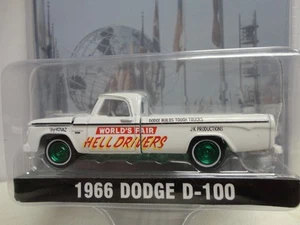 DODGE BUILDS TOUGH TRUCKS
WORLD'S FAIR
J.K. PRODUCTIONS
HELLDRIVERS
1966 DODGE D-100